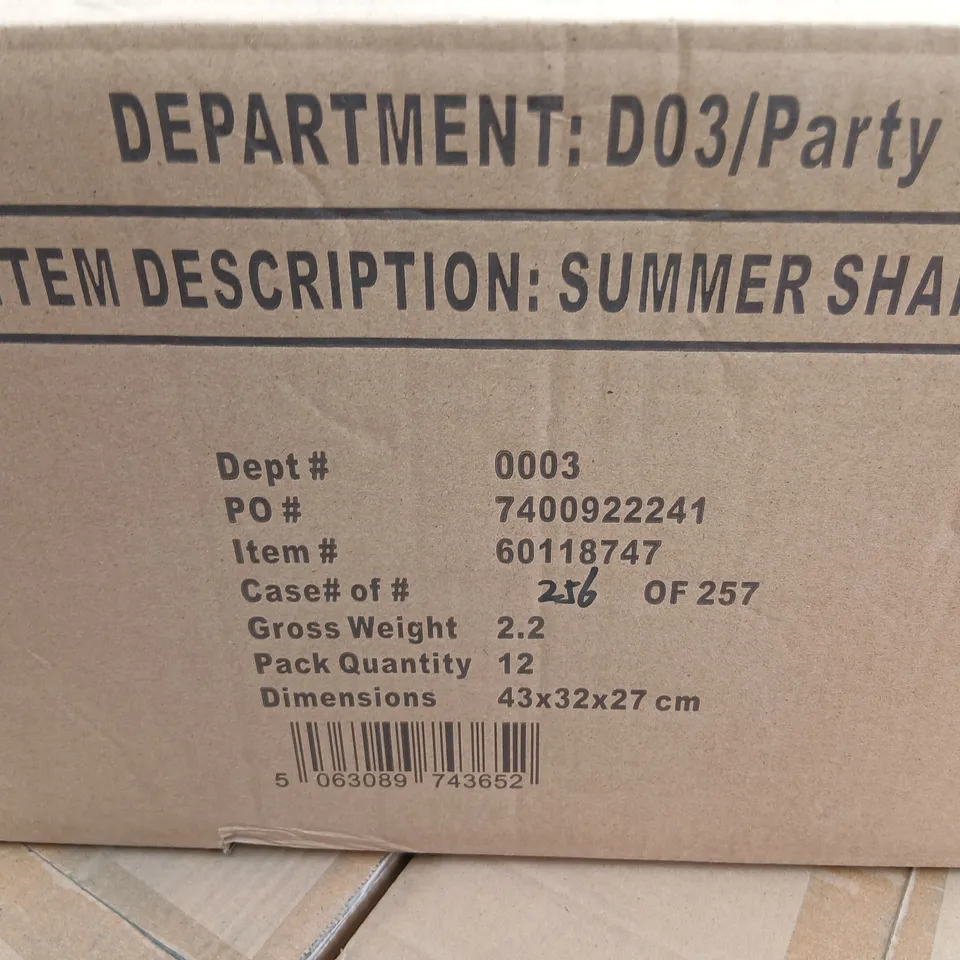 DEPARTMENT: D03/Party
ITEM DESCRIPTION: SUMMER
Dept # 0003
PO # 7400922241
Item # 60118747
Case# of # 256 OF 257
Gross Weight 2.2
Pack Quantity 12
Dimensions 43x32x27 cm
5 063089 743652